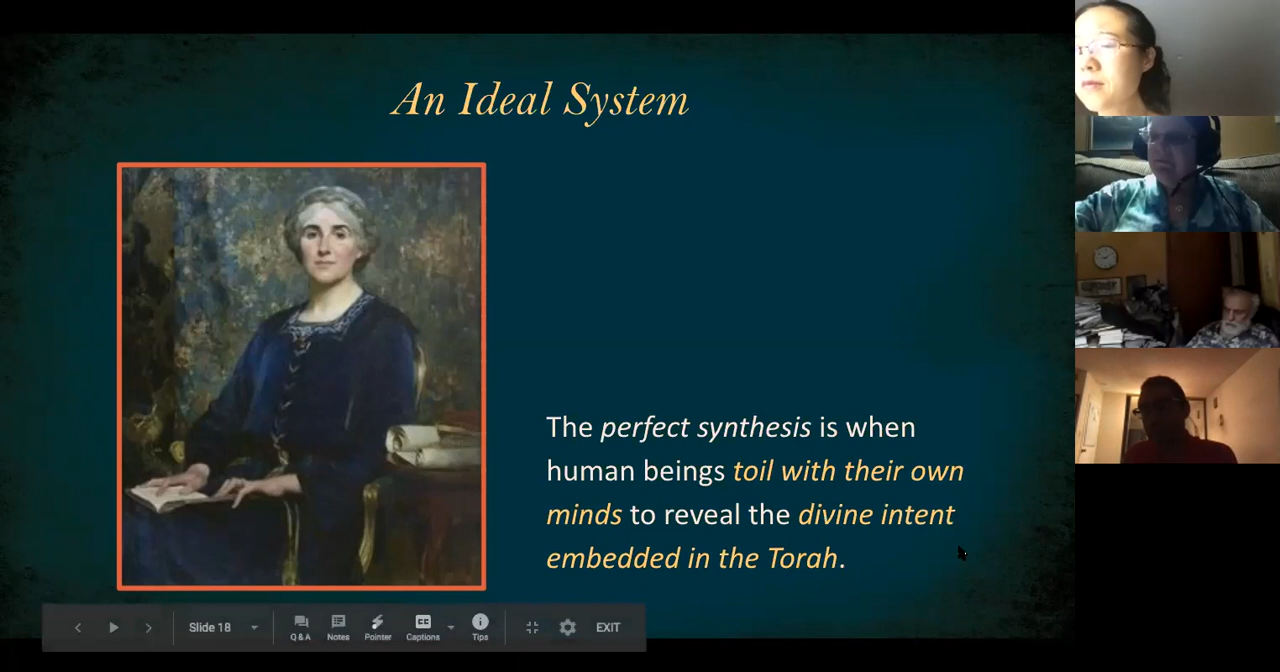 An Ideal System
The perfect synthesis is when
human beings toil with their own
minds to reveal the divine intent
embedded in the Torah.
Slide 18
Q & A
Notes
Pointer
CC
Captions
Tips
EXIT